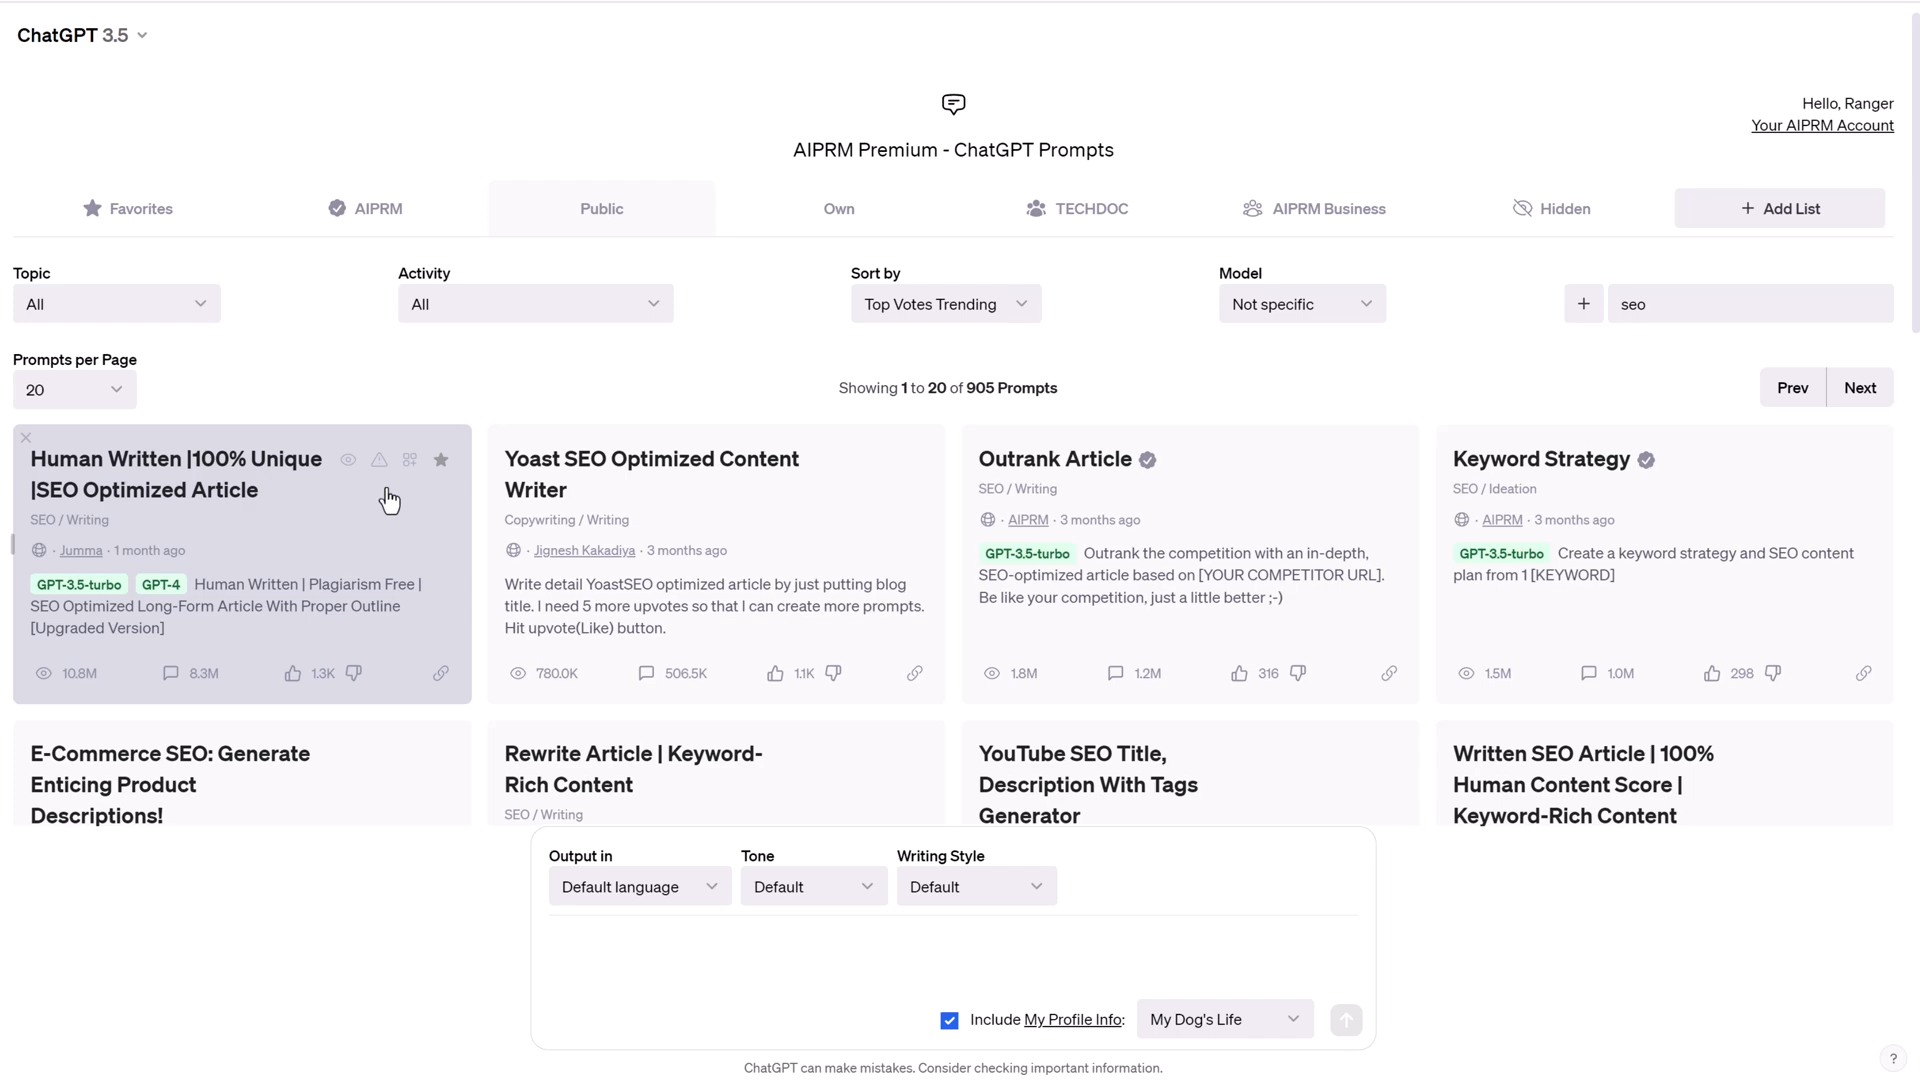 ChatGPT 3.5
Hello, Ranger
Your AIPRM Account
AIPRM Premium - ChatGPT Prompts
Favorites
AIPRM
Public
Own
TECHDOC
AIPRM Business
Hidden
+ Add List
Topic
All
Activity
All
Sort by
Top Votes Trending
Model
Not specific
+
seo
Prompts per Page
20
Showing 1 to 20 of 905 Prompts
Prev
Next
Human Written |100% Unique
|SEO Optimized Article
SEO / Writing
· Jumma · 1 month ago
GPT-3.5-turbo GPT-4 Human Written | Plagiarism Free |
SEO Optimized Long-Form Article With Proper Outline
[Upgraded Version]
10.8M
8.3M
1.3K
Yoast SEO Optimized Content
Writer
Copywriting / Writing
· Jignesh Kakadiya · 3 months ago
Write detail YoastSEO optimized article by just putting blog
title. I need 5 more upvotes so that I can create more prompts.
Hit upvote(Like) button.
780.0K
506.5K
1.1K
Outrank Article
SEO / Writing
· AIPRM · 3 months ago
GPT-3.5-turbo Outrank the competition with an in-depth,
SEO-optimized article based on [YOUR COMPETITOR URL].
Be like your competition, just a little better ;-)
1.8M
1.2M
316
Keyword Strategy
SEO / Ideation
· AIPRM · 3 months ago
GPT-3.5-turbo Create a keyword strategy and SEO content
plan from 1 [KEYWORD]
1.5M
1.0M
298
E-Commerce SEO: Generate
Enticing Product
Descriptions!
Rewrite Article | Keyword-
Rich Content
SEO / Writing
YouTube SEO Title,
Description With Tags
Generator
Written SEO Article | 100%
Human Content Score |
Keyword-Rich Content
Output in
Default language
Tone
Default
Writing Style
Default
Include My Profile Info:
My Dog's Life
ChatGPT can make mistakes. Consider checking important information.
?